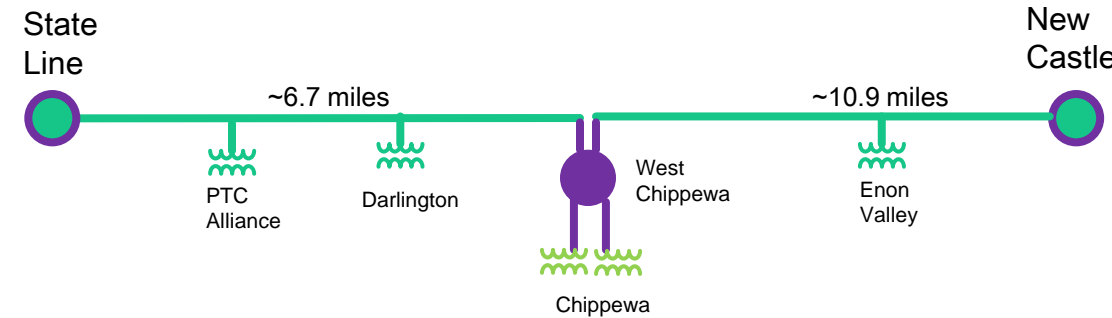 State
Line
New
Castle
~6.7 miles
~10.9 miles
PTC
Alliance
Darlington
West
Chippewa
Enon
Valley
Chippewa